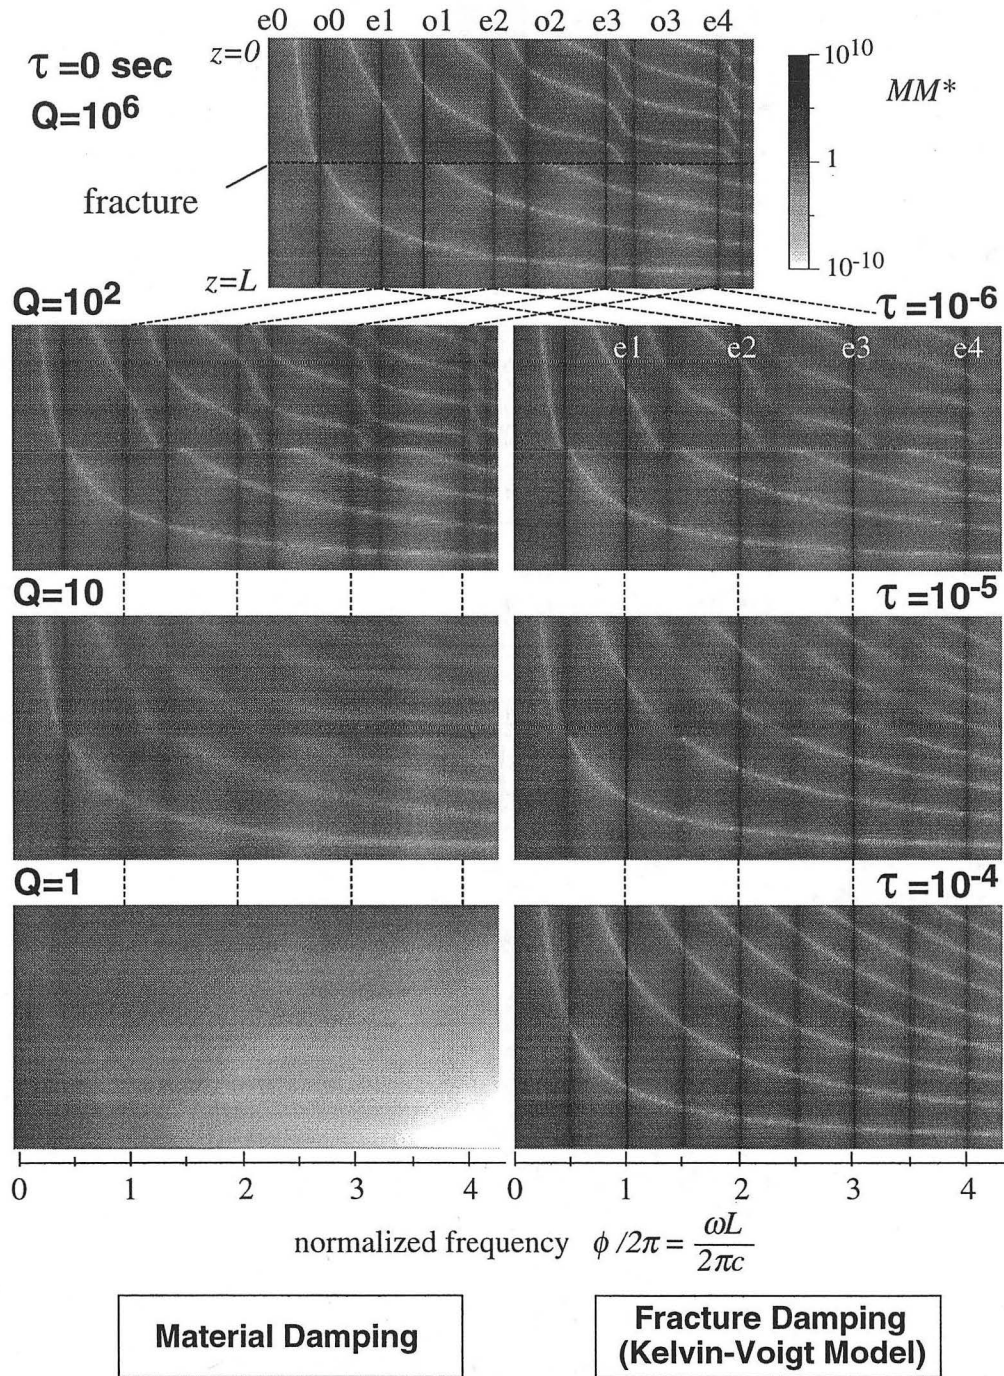 e0 o0 e1 o1 e2 o2 e3 o3 e4
z=0
τ =0 sec
Q=10⁶
fracture
z=L
10¹⁰
MM*
1
10⁻¹⁰
Q=10² τ =10⁻⁶
e1 e2 e3 e4
Q=10 τ =10⁻⁵
Q=1 τ =10⁻⁴
0 1 2 3 4 0 1 2 3 4
normalized frequency ϕ /2π = ωL / 2πc
Material Damping
Fracture Damping
(Kelvin-Voigt Model)